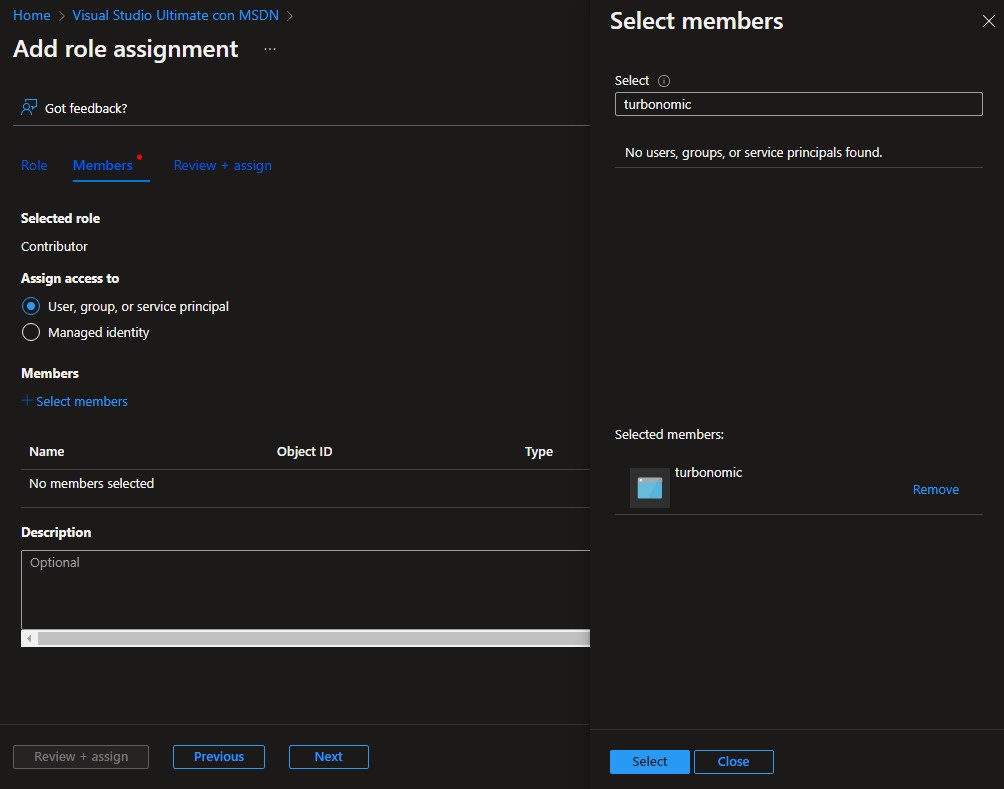 Home > Visual Studio Ultimate con MSDN >
Add role assignment ...
Got feedback?
Role Members Review + assign
Selected role
Contributor
Assign access to
User, group, or service principal
Managed identity
Members
+ Select members
Name Object ID Type
No members selected
Description
Optional
Review + assign Previous Next
Select members
Select
turbonomic
No users, groups, or service principals found.
Selected members:
turbonomic
Remove
Select Close